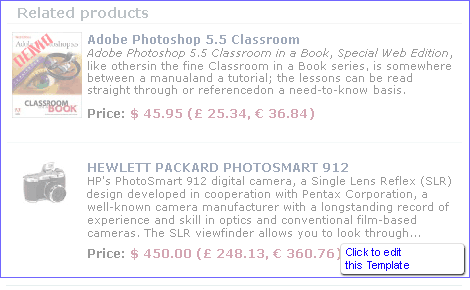 Related products
Adobe Photoshop 5.5 Classroom
Adobe Photoshop 5.5 Classroom in a Book, Special Web Edition,
like othersin the fine Classroom in a Book series, is somewhere
between a manualand a tutorial; the lessons can be read
straight through or referencedon a need-to-know basis.
Price: $ 45.95 (£ 25.34, € 36.84)
DEMO
CLASSROOM
BOOK
HEWLETT PACKARD PHOTOSMART 912
HP's PhotoSmart 912 digital camera, a Single Lens Reflex (SLR)
design developed in cooperation with Pentax Corporation, a
well-known camera manufacturer with a longstanding record of
experience and skill in optics and conventional film-based
cameras. The SLR viewfinder allows you to look through...
Price: $ 450.00 (£ 248.13, € 360.76)
Click to edit
this Template